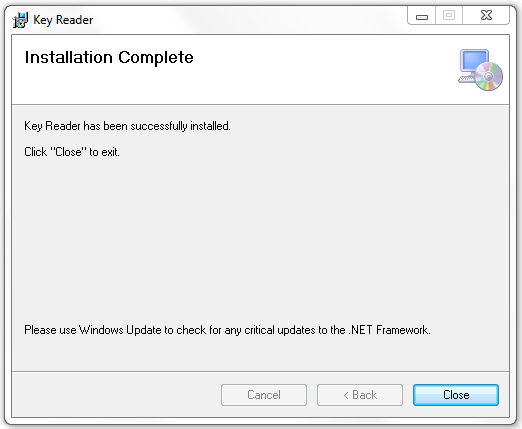 Key Reader
Installation Complete
Key Reader has been successfully installed.
Click "Close" to exit.
Please use Windows Update to check for any critical updates to the .NET Framework.
Cancel
< Back
Close